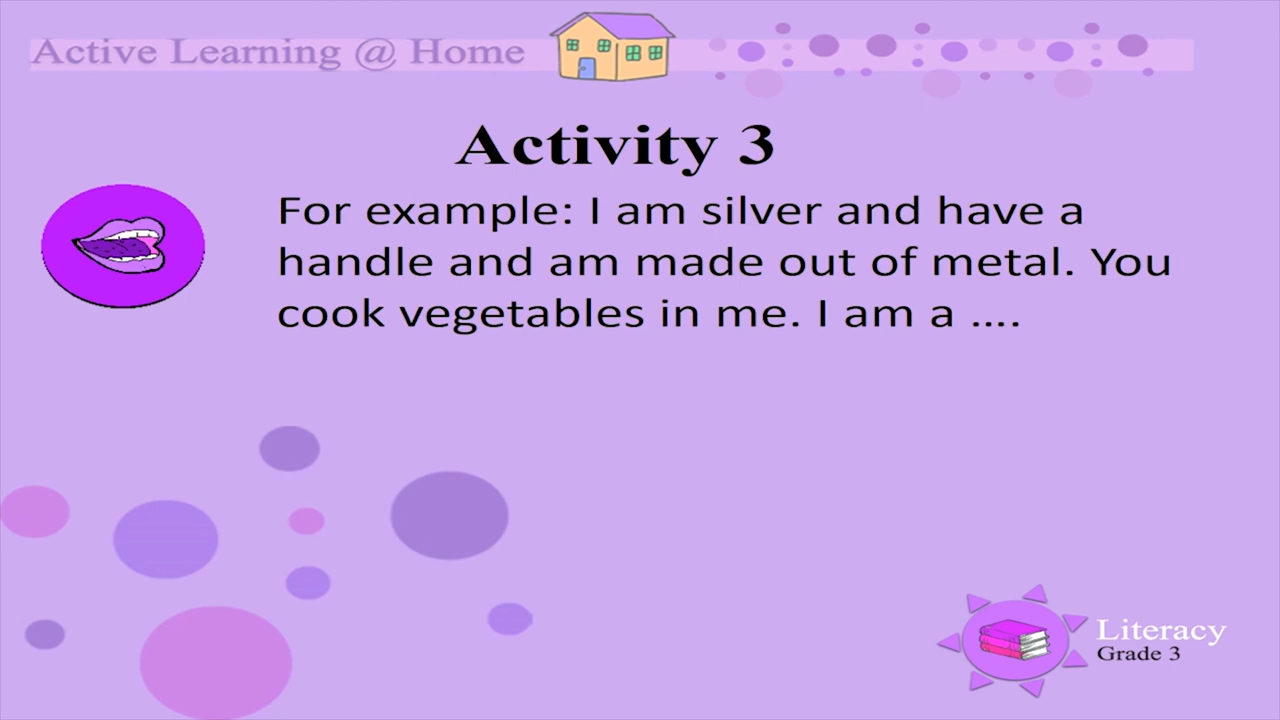 Active Learning @ Home
Activity 3
For example: I am silver and have a
handle and am made out of metal. You
cook vegetables in me. I am a ….
Literacy
Grade 3